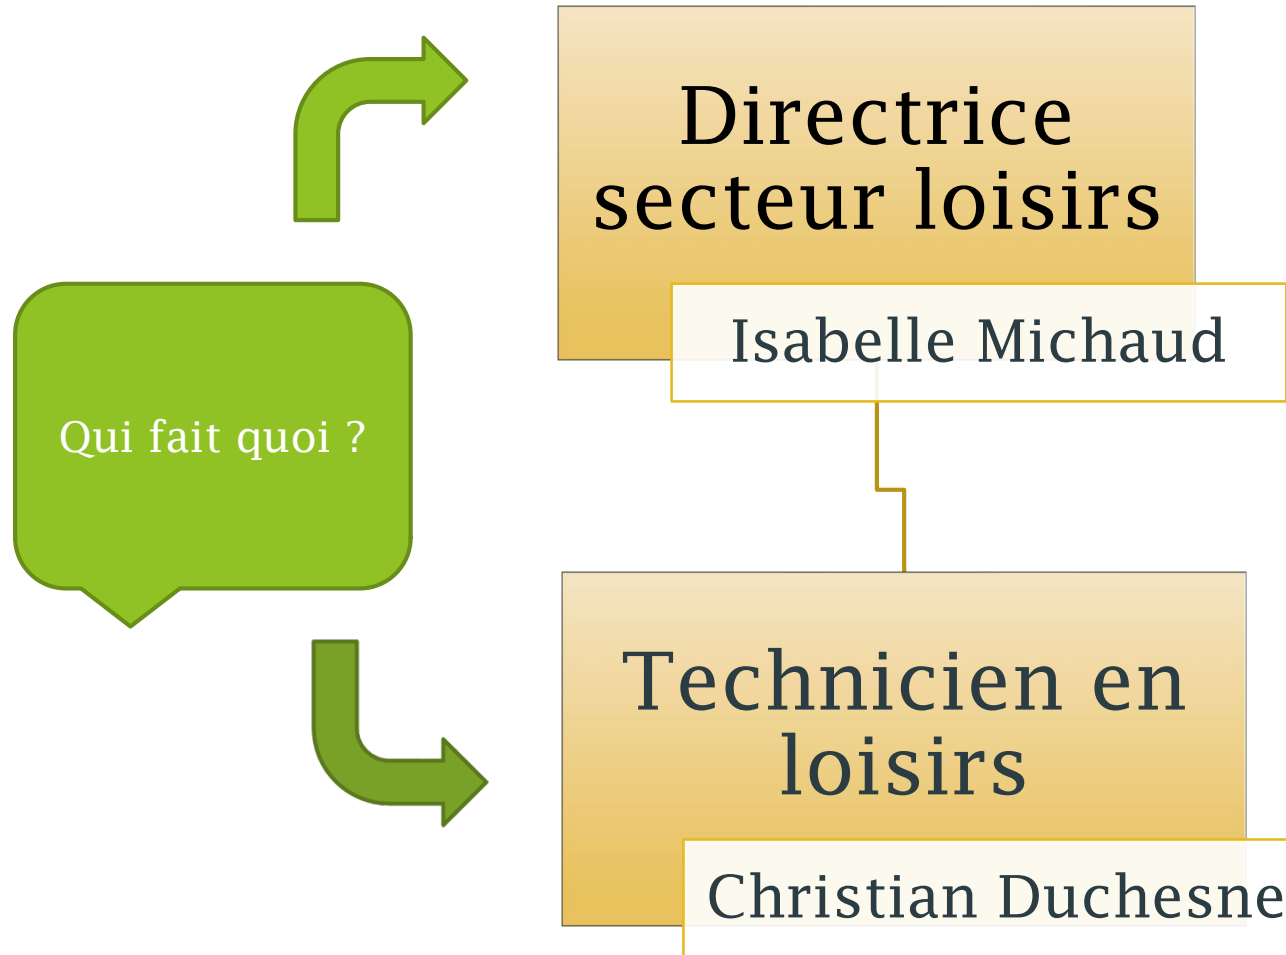 Directrice
secteur loisirs
Isabelle Michaud
Qui fait quoi ?
Technicien en
loisirs
Christian Duchesne